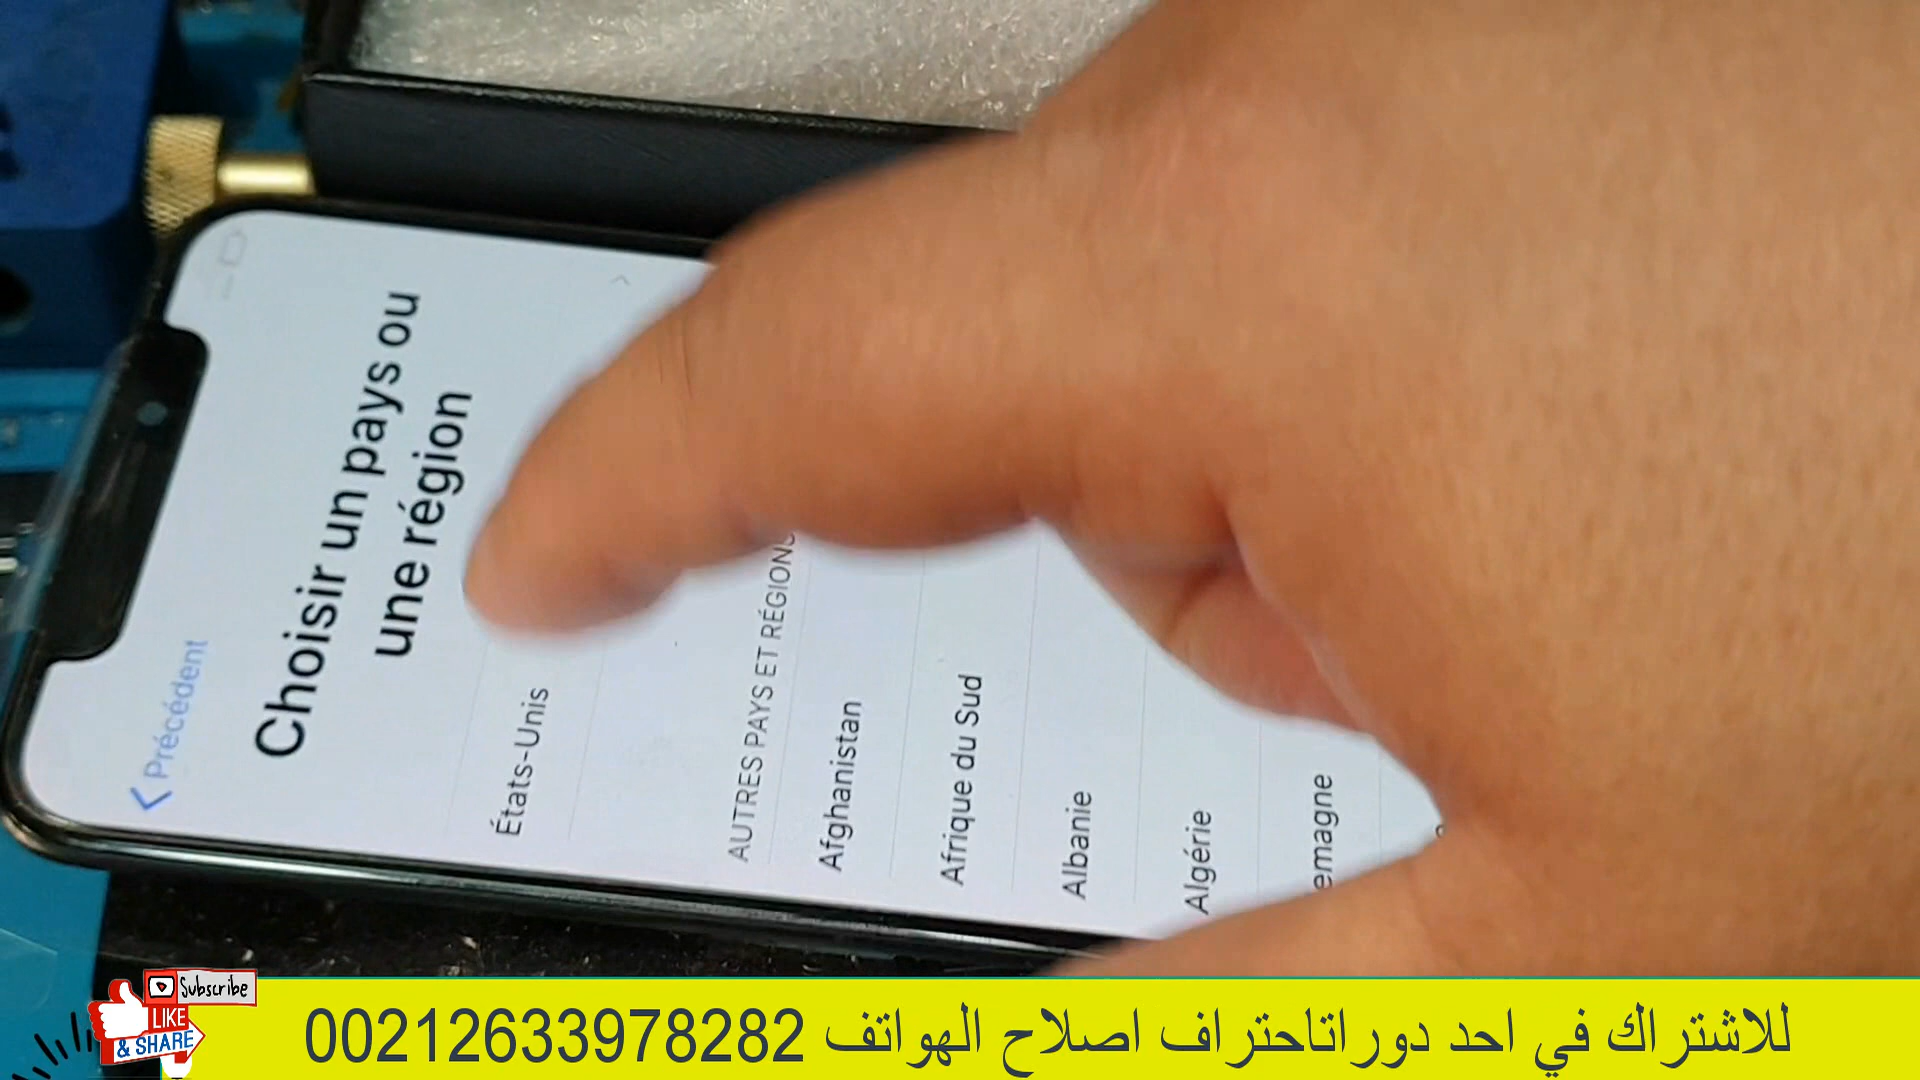 Précédent
Choisir un pays ou
une région
États-Unis
AUTRES PAYS ET RÉGIONS
Afghanistan
Afrique du Sud
Albanie
Algérie
emagne
Subscribe
LIKE
& SHARE
للاشتراك في احد دوراتاحتراف اصلاح الهواتف 00212633978282